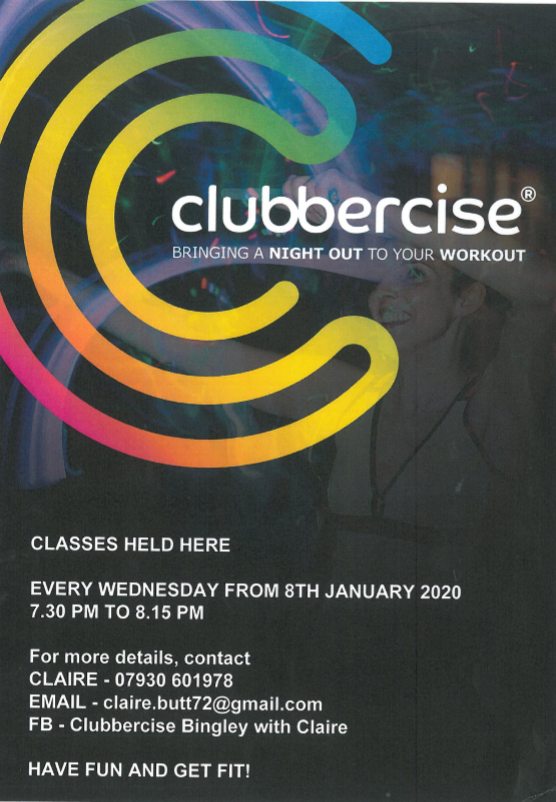 clubbercise®
BRINGING A NIGHT OUT TO YOUR WORKOUT
CLASSES HELD HERE
EVERY WEDNESDAY FROM 8TH JANUARY 2020
7.30 PM TO 8.15 PM
For more details, contact
CLAIRE - 07930 601978
EMAIL - claire.butt72@gmail.com
FB - Clubbercise Bingley with Claire
HAVE FUN AND GET FIT!